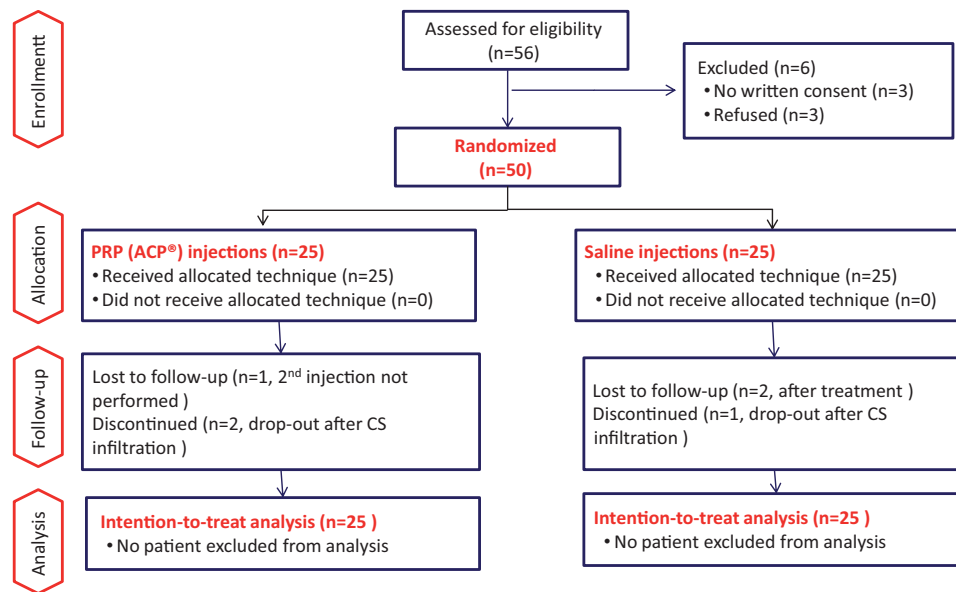 Enrollmentt
Assessed for eligibility
(n=56)
Excluded (n=6)
• No written consent (n=3)
• Refused (n=3)
Randomized
(n=50)
Allocation
PRP (ACP®) injections (n=25)
• Received allocated technique (n=25)
• Did not receive allocated technique (n=0)
Saline injections (n=25)
• Received allocated technique (n=25)
• Did not receive allocated technique (n=0)
Follow-up
Lost to follow-up (n=1, 2nd injection not
performed )
Discontinued (n=2, drop-out after CS
infiltration )
Lost to follow-up (n=2, after treatment )
Discontinued (n=1, drop-out after CS
infiltration )
Analysis
Intention-to-treat analysis (n=25 )
• No patient excluded from analysis
Intention-to-treat analysis (n=25 )
• No patient excluded from analysis